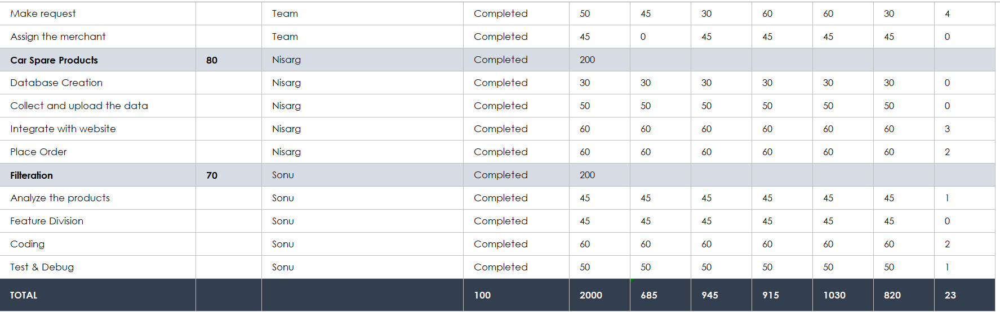 Make request Team Completed 50 45 30 60 60 30 4
Assign the merchant Team Completed 45 0 45 45 45 45 0
Car Spare Products 80 Nisarg Completed 200
Database Creation Nisarg Completed 30 30 30 30 30 30 0
Collect and upload the data Nisarg Completed 50 50 50 50 50 50 0
Integrate with website Nisarg Completed 60 60 60 60 60 60 3
Place Order Nisarg Completed 60 60 60 60 60 60 2
Filteration 70 Sonu Completed 200
Analyze the products Sonu Completed 45 45 45 45 45 45 1
Feature Division Sonu Completed 45 45 45 45 45 45 0
Coding Sonu Completed 60 60 60 60 60 60 2
Test & Debug Sonu Completed 50 50 50 50 50 50 1
TOTAL 100 2000 685 945 915 1030 820 23